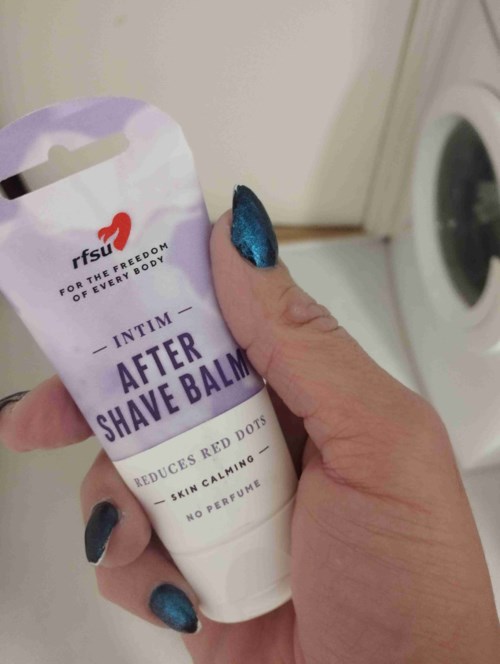 rfsu
FOR THE FREEDOM
OF EVERY BODY
— INTIM —
AFTER
SHAVE BALM
REDUCES RED DOTS
— SKIN CALMING —
NO PERFUME